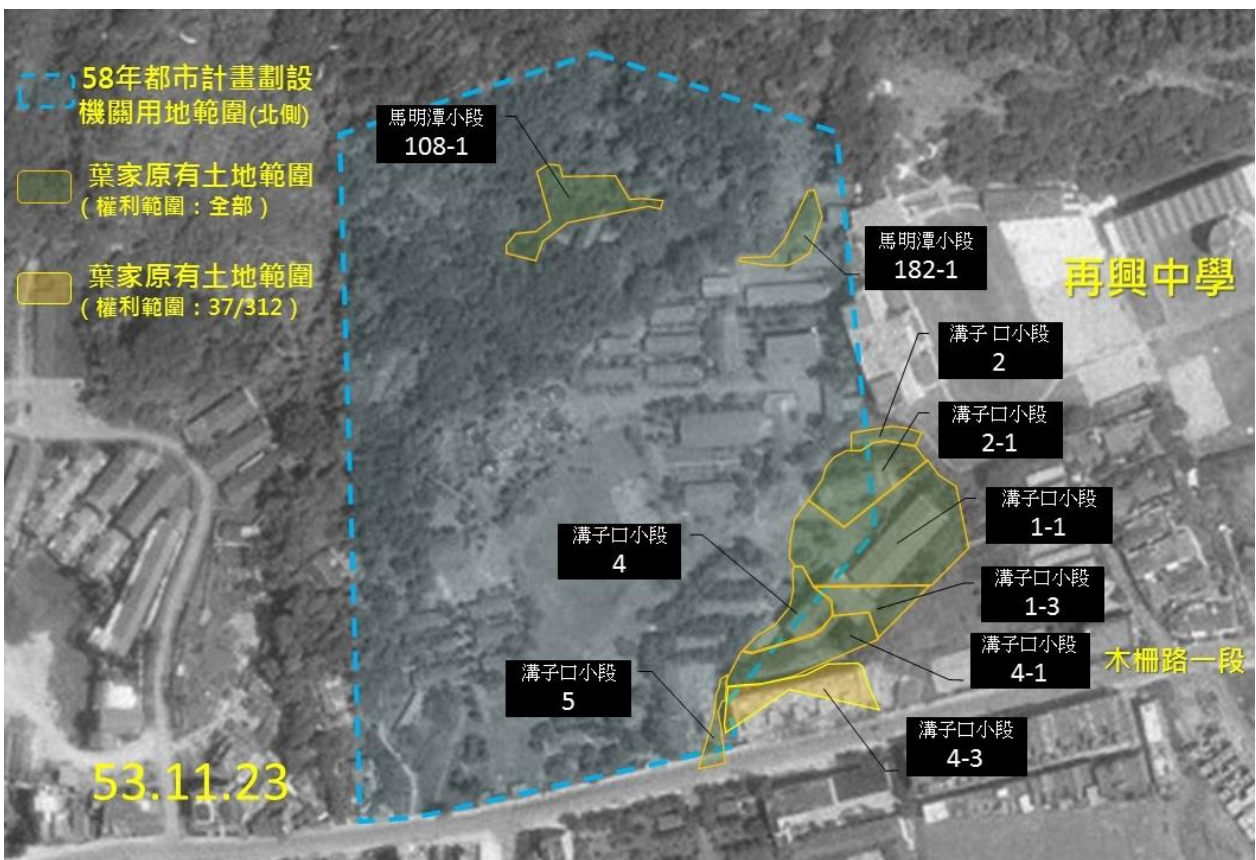 58年都市計畫劃設
機關用地範圍(北側)
葉家原有土地範圍
(權利範圍：全部)
葉家原有土地範圍
(權利範圍：37/312)
馬明潭小段
108-1
馬明潭小段
182-1
再興中學
溝子 口小段
2
溝子口小段
2-1
溝子口小段
1-1
溝子口小段
4
溝子口小段
1-3
溝子口小段
4-1
木柵路一段
溝子口小段
5
溝子口小段
4-3
53.11.23